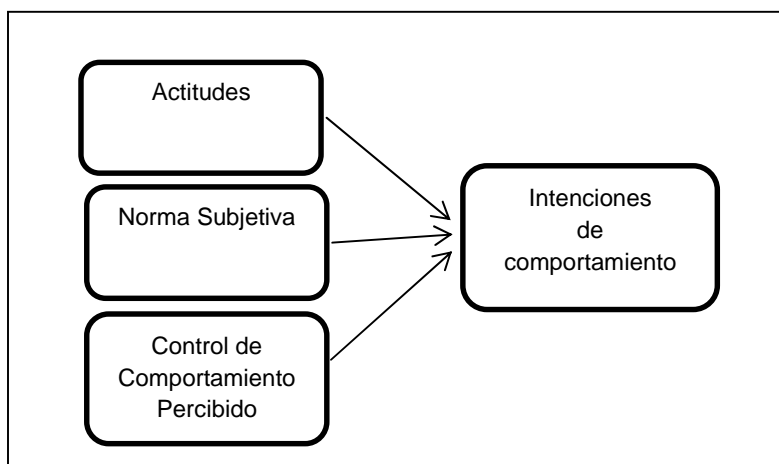 Actitudes
Norma Subjetiva
Control de
Comportamiento
Percibido
Intenciones
de
comportamiento